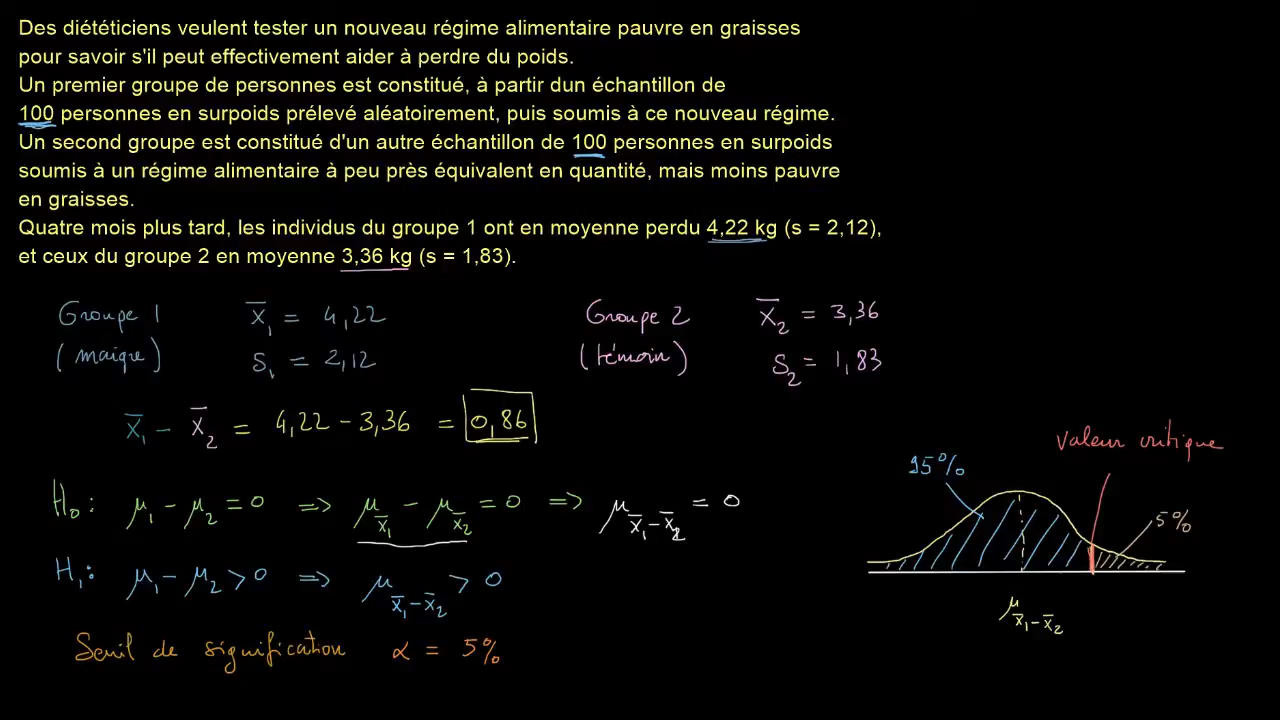 Des diététiciens veulent tester un nouveau régime alimentaire pauvre en graisses
pour savoir s'il peut effectivement aider à perdre du poids.
Un premier groupe de personnes est constitué, à partir dun échantillon de
100 personnes en surpoids prélevé aléatoirement, puis soumis à ce nouveau régime.
Un second groupe est constitué d'un autre échantillon de 100 personnes en surpoids
soumis à un régime alimentaire à peu près équivalent en quantité, mais moins pauvre
en graisses.
Quatre mois plus tard, les individus du groupe 1 ont en moyenne perdu 4,22 kg (s = 2,12),
et ceux du groupe 2 en moyenne 3,36 kg (s = 1,83).
Groupe 1 x̄₁ = 4,22 Groupe 2 x̄₂ = 3,36
(maigre) S₁ = 2,12 (témoin) S₂ = 1,83
x̄₁ - x̄₂ = 4,22 - 3,36 = 0,86
valeur critique
95%
H₀: μ₁ - μ₂ = 0 => μ_x̄₁ - μ_x̄₂ = 0 => μ_x̄₁-x̄₂ = 0
5%
H₁: μ₁ - μ₂ > 0 => μ_x̄₁-x̄₂ > 0
μ_x̄₁-x̄₂
Seuil de signification α = 5%